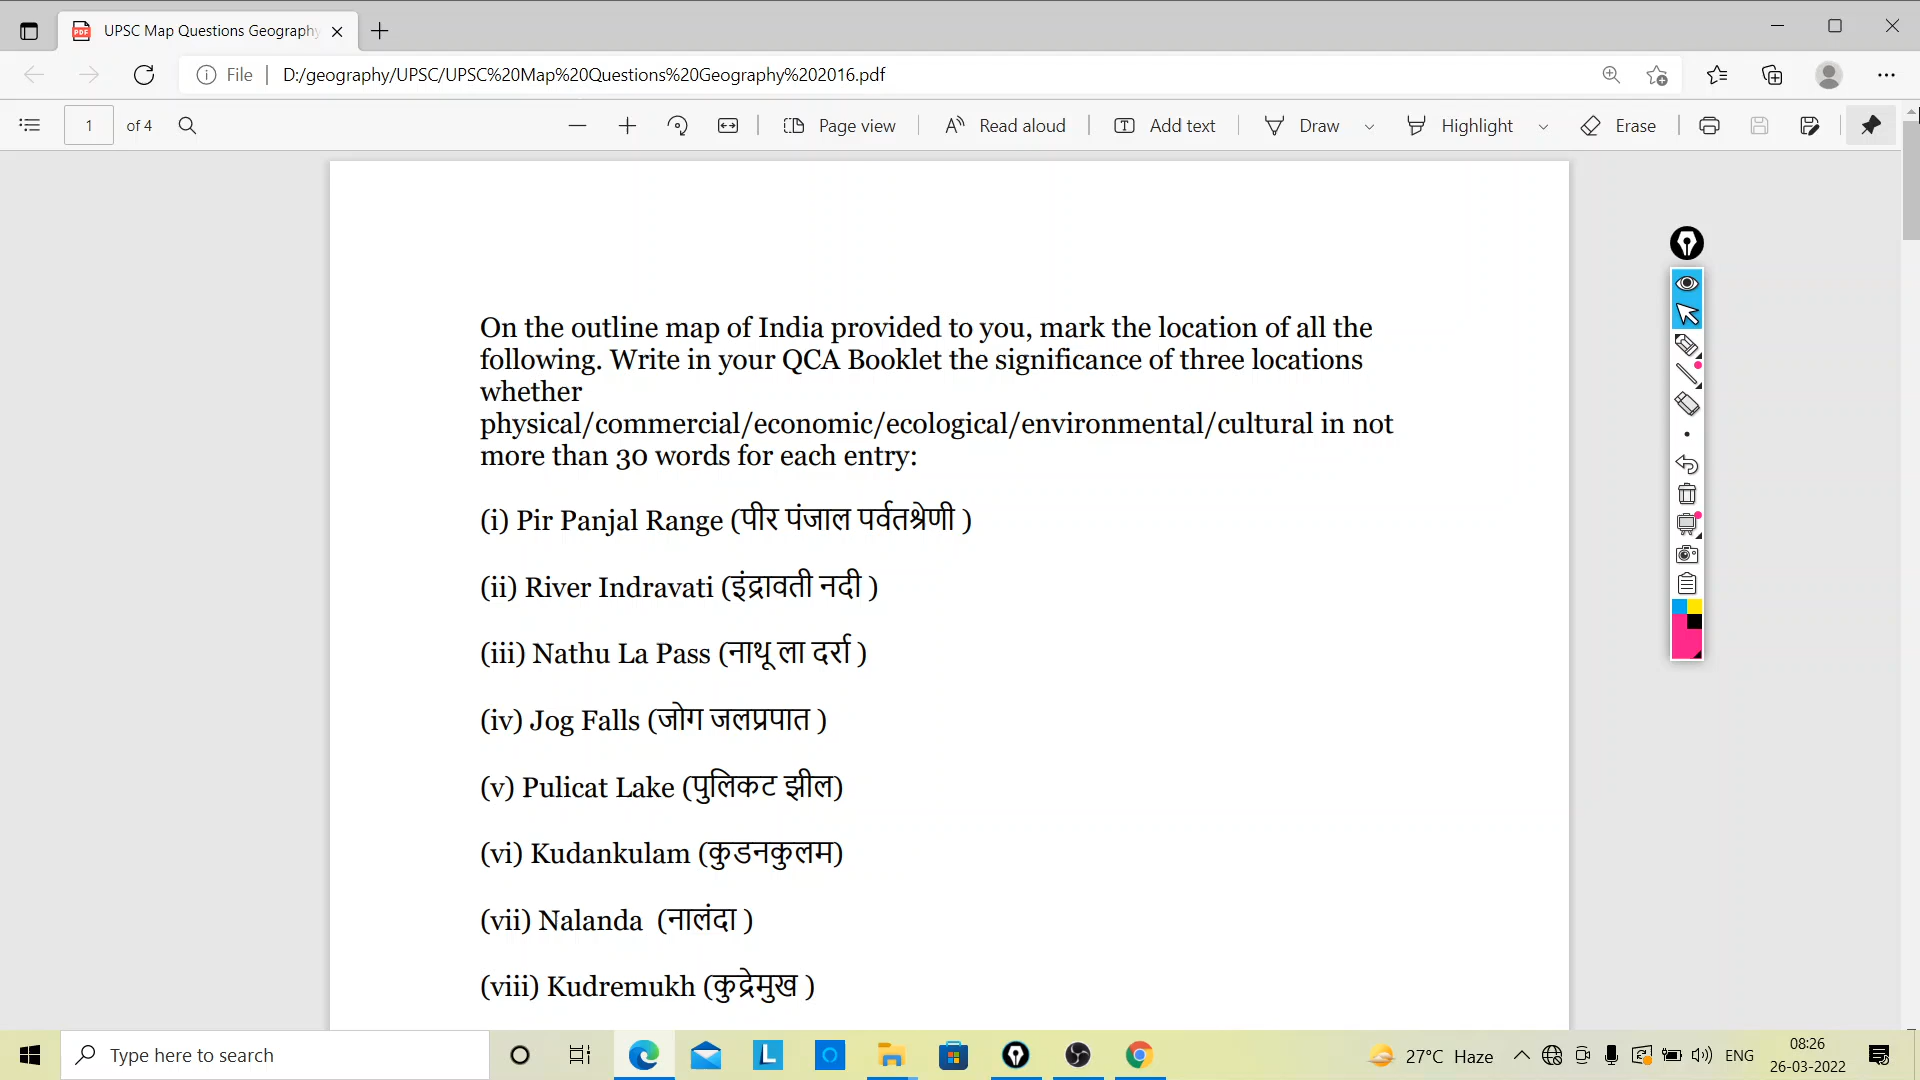 UPSC Map Questions Geography
File
D:/geography/UPSC/UPSC%20Map%20Questions%20Geography%202016.pdf
1 of 4
Page view
Read aloud
Add text
Draw
Highlight
Erase
On the outline map of India provided to you, mark the location of all the
following. Write in your QCA Booklet the significance of three locations
whether
physical/commercial/economic/ecological/environmental/cultural in not
more than 30 words for each entry:
(i) Pir Panjal Range (पीर पंजाल पर्वतश्रेणी )
(ii) River Indravati (इंद्रावती नदी )
(iii) Nathu La Pass (नाथू ला दर्रा )
(iv) Jog Falls (जोग जलप्रपात )
(v) Pulicat Lake (पुलिकट झील)
(vi) Kudankulam (कुडनकुलम)
(vii) Nalanda (नालंदा )
(viii) Kudremukh (कुद्रेमुख )
Type here to search
27°C Haze
ENG
08:26
26-03-2022